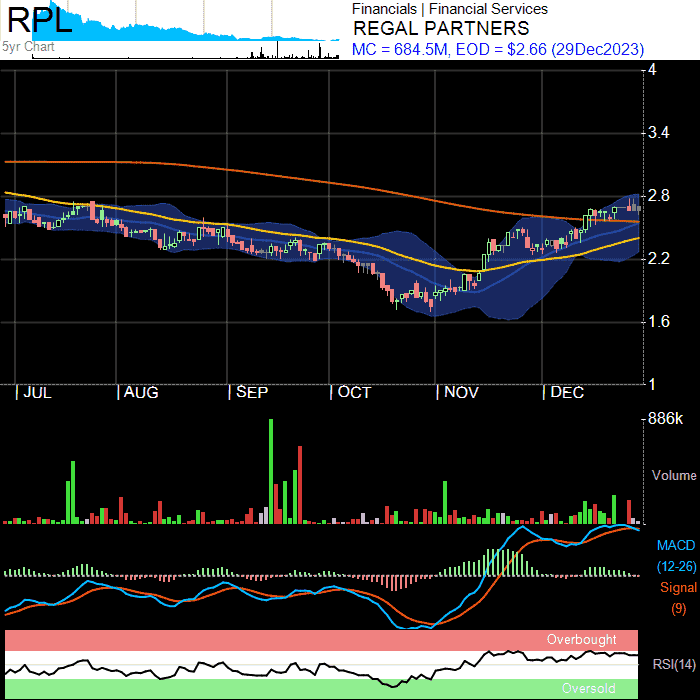 RPL
5yr Chart
Financials | Financial Services
REGAL PARTNERS
MC = 684.5M, EOD = $2.66 (29Dec2023)
4
3.4
2.8
2.2
1.6
1
JUL AUG SEP OCT NOV DEC
886k
Volume
MACD
(12-26)
Signal
(9)
Overbought
RSI(14)
Oversold